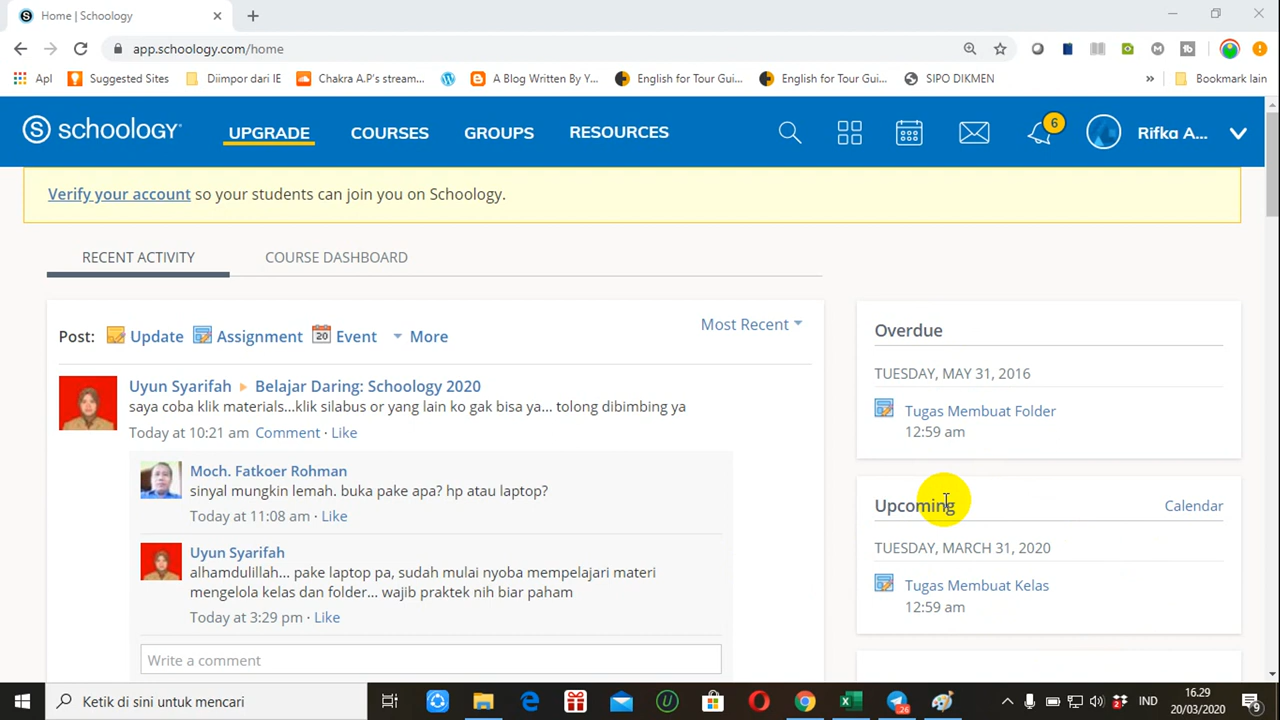 Home | Schoology
app.schoology.com/home
Apl
Suggested Sites
Diimpor dari IE
Chakra A.P's stream...
A Blog Written By Y...
English for Tour Gui...
English for Tour Gui...
SIPO DIKMEN
»
Bookmark lain
S schoology
UPGRADE
COURSES
GROUPS
RESOURCES
6
Rifka A...
Verify your account so your students can join you on Schoology.
RECENT ACTIVITY
COURSE DASHBOARD
Post: Update Assignment 20 Event More
Most Recent
Uyun Syarifah ▸ Belajar Daring: Schoology 2020
saya coba klik materials...klik silabus or yang lain ko gak bisa ya... tolong dibimbing ya
Today at 10:21 am Comment · Like
Moch. Fatkoer Rohman
sinyal mungkin lemah. buka pake apa? hp atau laptop?
Today at 11:08 am · Like
Uyun Syarifah
alhamdulillah... pake laptop pa, sudah mulai nyoba mempelajari materi
mengelola kelas dan folder... wajib praktek nih biar paham
Today at 3:29 pm · Like
Write a comment
Overdue
TUESDAY, MAY 31, 2016
Tugas Membuat Folder
12:59 am
Upcoming
Calendar
TUESDAY, MARCH 31, 2020
Tugas Membuat Kelas
12:59 am
Ketik di sini untuk mencari
26
IND
16.29
20/03/2020
9